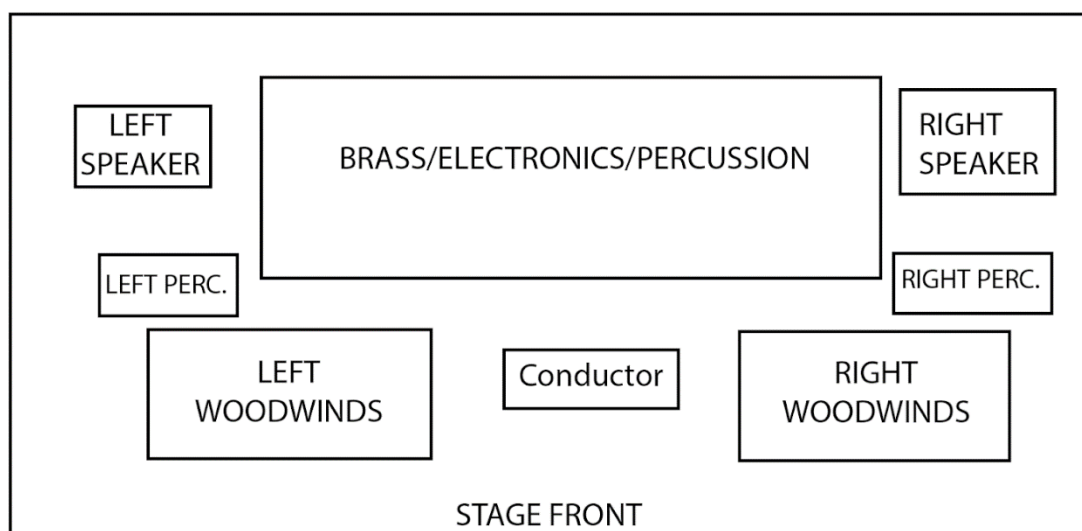 LEFT
SPEAKER
BRASS/ELECTRONICS/PERCUSSION
RIGHT
SPEAKER
LEFT PERC.
RIGHT PERC.
LEFT
WOODWINDS
Conductor
RIGHT
WOODWINDS
STAGE FRONT